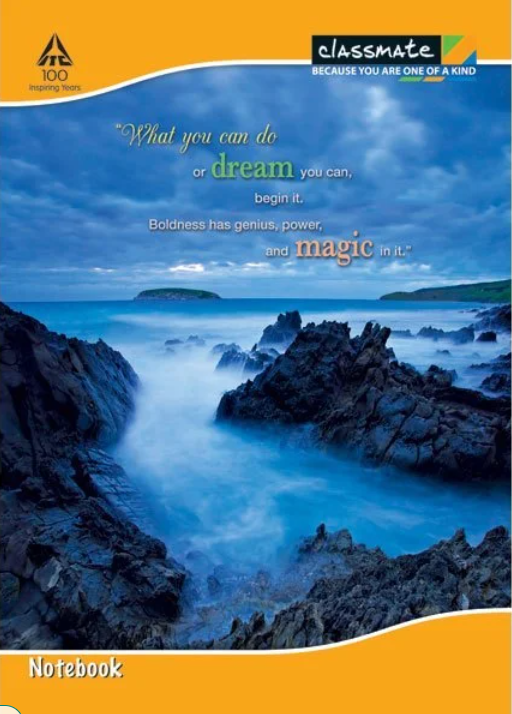 ITC
100
Inspiring Years
classmate
BECAUSE YOU ARE ONE OF A KIND
"What you can do
or dream you can,
begin it.
Boldness has genius, power,
and magic in it."
Notebook